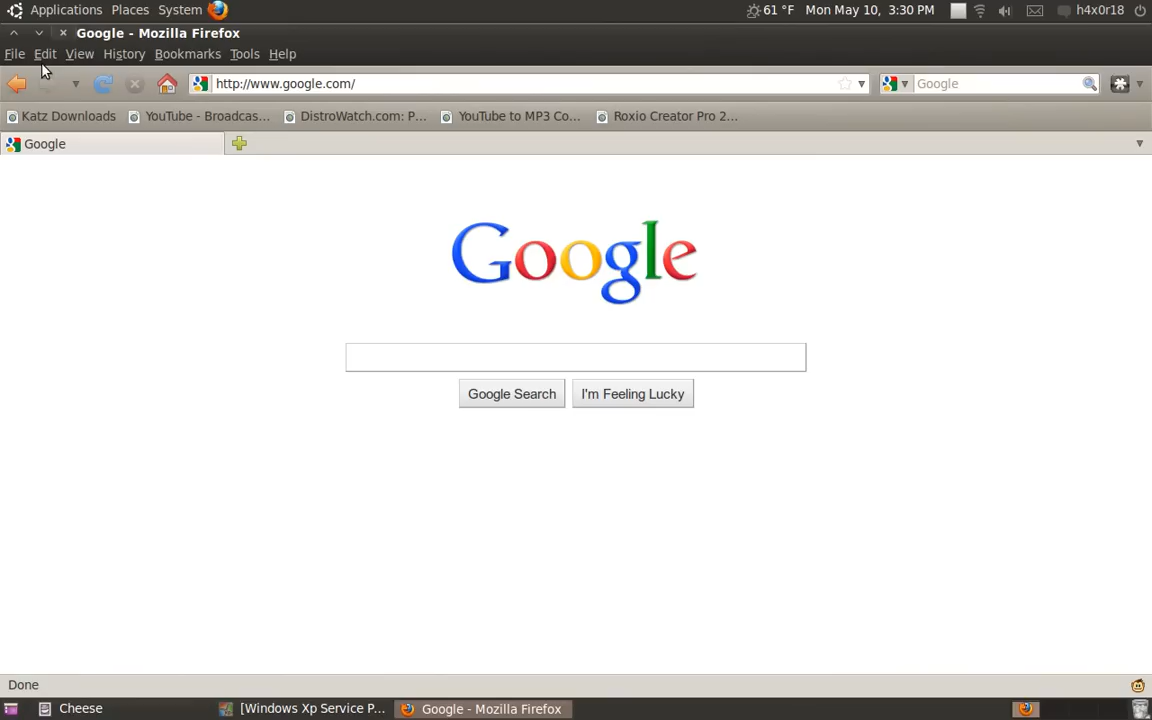 Applications Places System 61 °F Mon May 10, 3:30 PM h4x0r18
Google - Mozilla Firefox
File Edit View History Bookmarks Tools Help
http://www.google.com/ Google
Katz Downloads YouTube - Broadcas... DistroWatch.com: P... YouTube to MP3 Co... Roxio Creator Pro 2...
Google
Google
Google Search I'm Feeling Lucky
Done
Cheese [Windows Xp Service P... Google - Mozilla Firefox